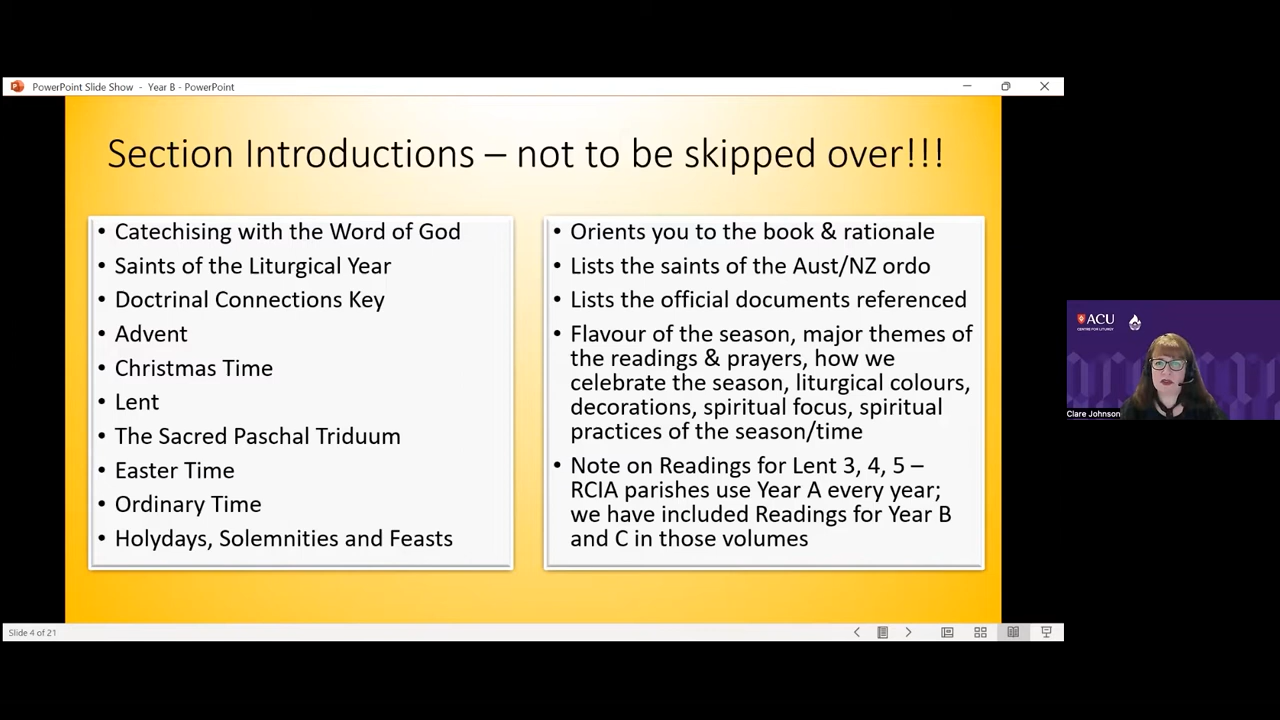 PowerPoint Slide Show - Year B - PowerPoint
Section Introductions – not to be skipped over!!!
• Catechising with the Word of God
• Saints of the Liturgical Year
• Doctrinal Connections Key
• Advent
• Christmas Time
• Lent
• The Sacred Paschal Triduum
• Easter Time
• Ordinary Time
• Holydays, Solemnities and Feasts
• Orients you to the book & rationale
• Lists the saints of the Aust/NZ ordo
• Lists the official documents referenced
• Flavour of the season, major themes of
the readings & prayers, how we
celebrate the season, liturgical colours,
decorations, spiritual focus, spiritual
practices of the season/time
• Note on Readings for Lent 3, 4, 5 –
RCIA parishes use Year A every year;
we have included Readings for Year B
and C in those volumes
ACU
CENTRE FOR LITURGY
Clare Johnson
Slide 4 of 21